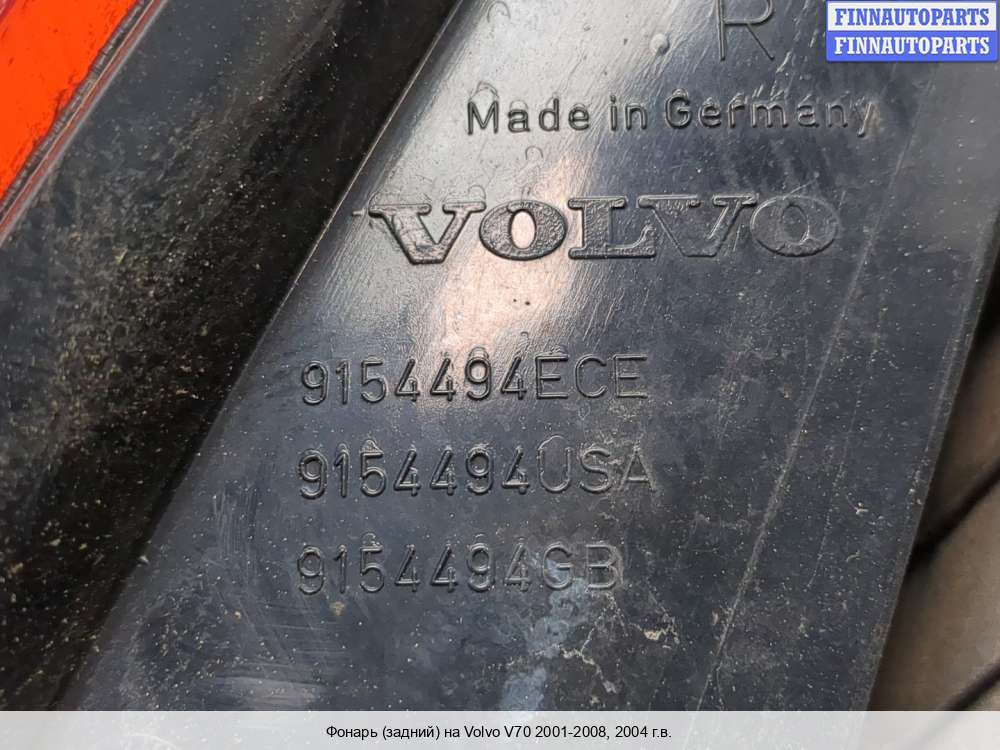 FINNAUTOPARTS
FINNAUTOPARTS
R
Made in Germany
VOLVO
9154494ECE
9154494USA
9154494GB
Фонарь (задний) на Volvo V70 2001-2008, 2004 г.в.